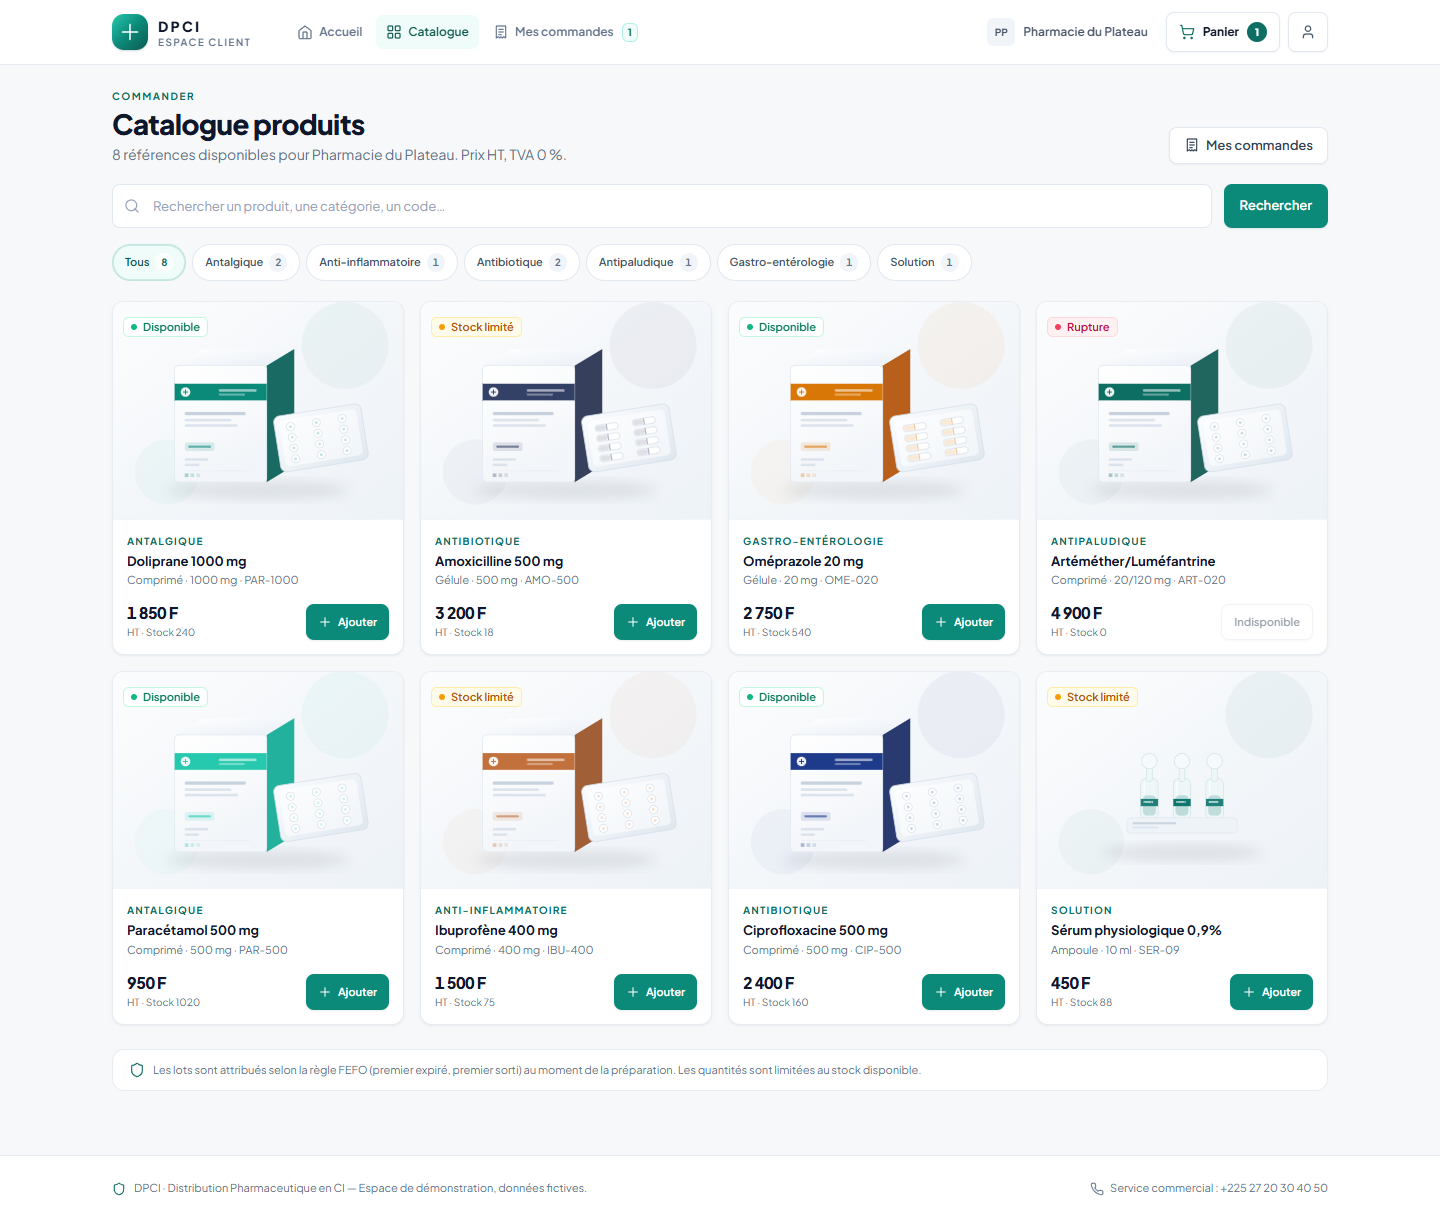 DPCI
ESPACE CLIENT
Accueil
Catalogue
Mes commandes 1
PP Pharmacie du Plateau
Panier 1
COMMANDER
Catalogue produits
8 références disponibles pour Pharmacie du Plateau. Prix HT, TVA 0 %.
Mes commandes
Rechercher un produit, une catégorie, un code…
Rechercher
Tous 8
Antalgique 2
Anti-inflammatoire 1
Antibiotique 2
Antipaludique 1
Gastro-entérologie 1
Solution 1
Disponible
ANTALGIQUE
Doliprane 1000 mg
Comprimé · 1000 mg · PAR-1000
1 850 F
HT · Stock 240
Ajouter
Stock limité
ANTIBIOTIQUE
Amoxicilline 500 mg
Gélule · 500 mg · AMO-500
3 200 F
HT · Stock 18
Ajouter
Disponible
GASTRO-ENTÉROLOGIE
Oméprazole 20 mg
Gélule · 20 mg · OME-020
2 750 F
HT · Stock 540
Ajouter
Rupture
ANTIPALUDIQUE
Artéméther/Luméfantrine
Comprimé · 20/120 mg · ART-020
4 900 F
HT · Stock 0
Indisponible
Disponible
ANTALGIQUE
Paracétamol 500 mg
Comprimé · 500 mg · PAR-500
950 F
HT · Stock 1020
Ajouter
Stock limité
ANTI-INFLAMMATOIRE
Ibuprofène 400 mg
Comprimé · 400 mg · IBU-400
1 500 F
HT · Stock 75
Ajouter
Disponible
ANTIBIOTIQUE
Ciprofloxacine 500 mg
Comprimé · 500 mg · CIP-500
2 400 F
HT · Stock 160
Ajouter
Stock limité
SOLUTION
Sérum physiologique 0,9%
Ampoule · 10 ml · SER-09
450 F
HT · Stock 88
Ajouter
Les lots sont attribués selon la règle FEFO (premier expiré, premier sorti) au moment de la préparation. Les quantités sont limitées au stock disponible.
DPCI · Distribution Pharmaceutique en CI — Espace de démonstration, données fictives.
Service commercial : +225 27 20 30 40 50